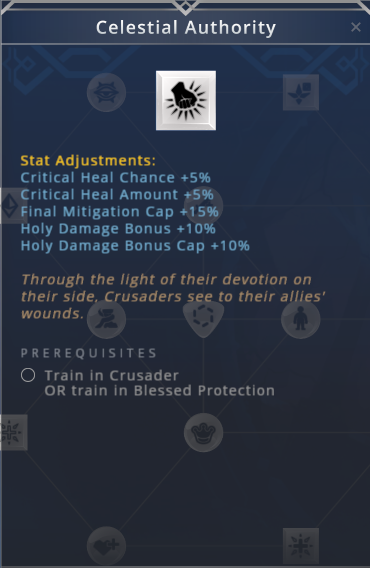 Celestial Authority
Stat Adjustments:
Critical Heal Chance +5%
Critical Heal Amount +5%
Final Mitigation Cap +15%
Holy Damage Bonus +10%
Holy Damage Bonus Cap +10%
Through the light of their devotion on
their side, Crusaders see to their allies'
wounds.
PREREQUISITES
Train in Crusader
OR train in Blessed Protection